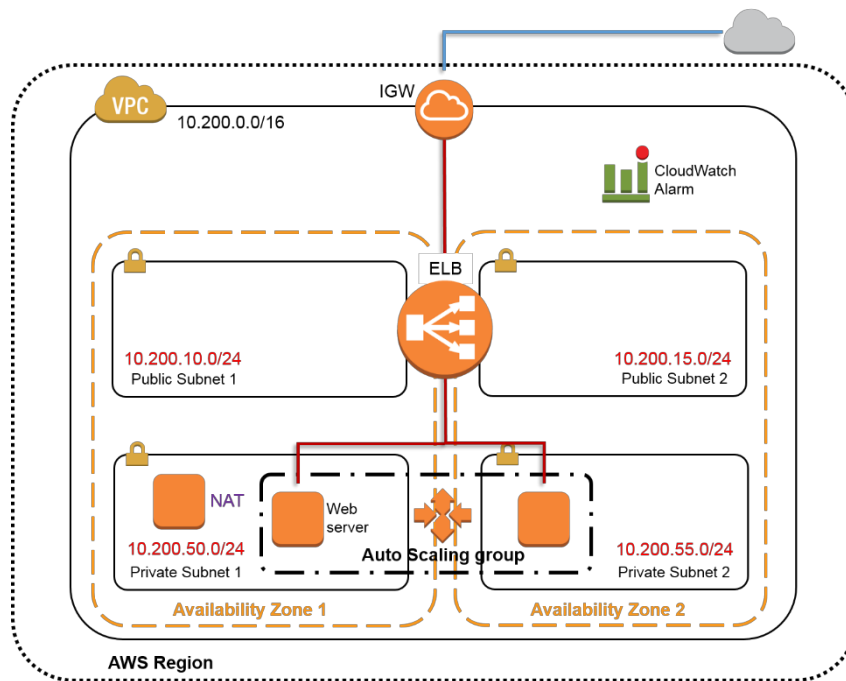 IGW
VPC
10.200.0.0/16
CloudWatch
Alarm
ELB
10.200.10.0/24
Public Subnet 1
10.200.15.0/24
Public Subnet 2
NAT
Web
server
10.200.50.0/24
Private Subnet 1
Auto Scaling group
10.200.55.0/24
Private Subnet 2
Availability Zone 1
Availability Zone 2
AWS Region